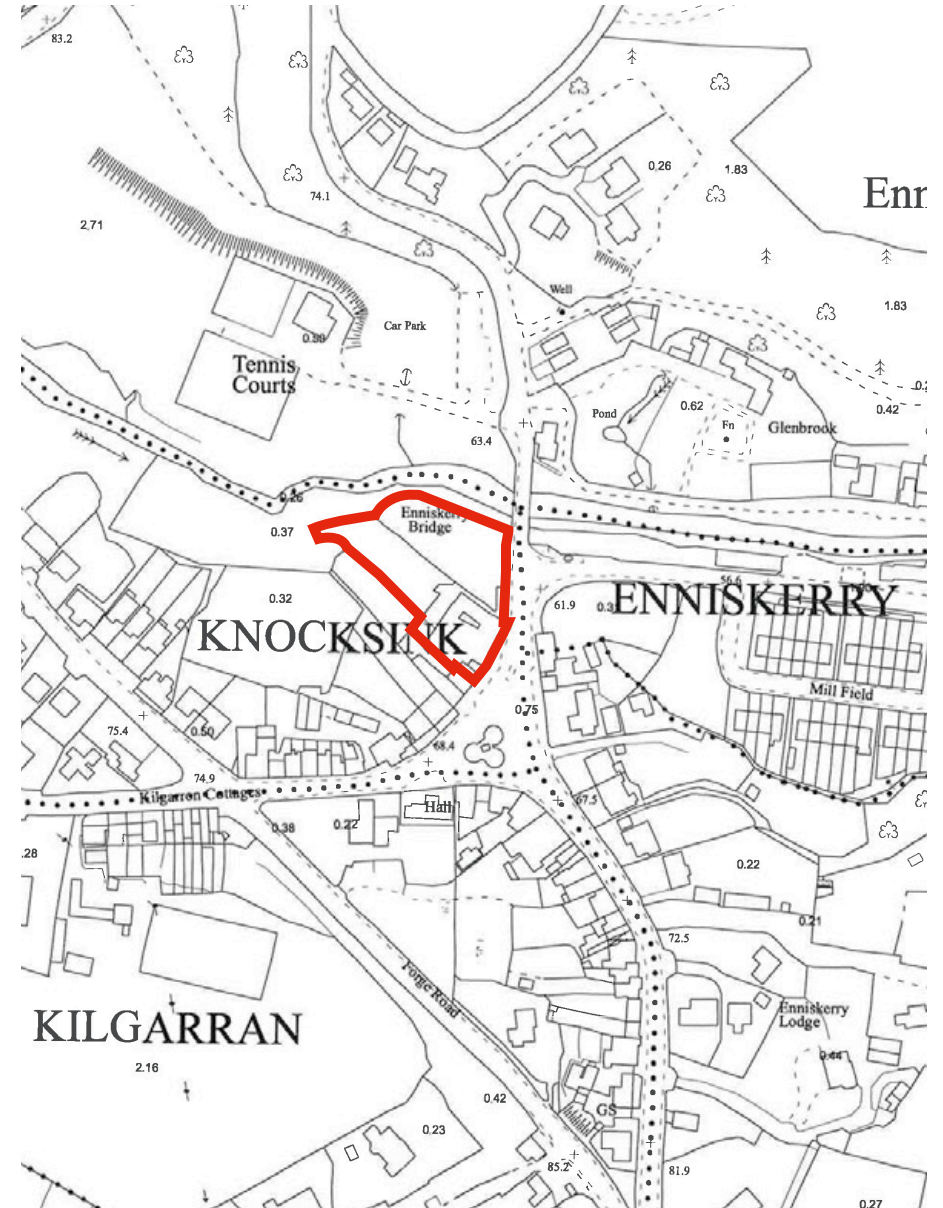 83.2
0.26
1.83
Enn
74.1
2.71
Well
1.83
Car Park
0.50
Tennis
Courts
0.62
Pond
Fn
0.42
Glenbrook
63.4
0.26
Enniskerry
Bridge
0.37
56.6
0.32
61.9
ENNISKERRY
KNOCKSINK
Mill Field
0.75
75.4
0.50
68.4
74.9
Kilgarron Cottages
67.5
Hall
0.38
0.22
.28
0.22
0.21
72.5
Forge Road
Enniskerry
Lodge
KILGARRAN
0.44
2.16
0.42
GS
0.23
85.2
81.9
0.27